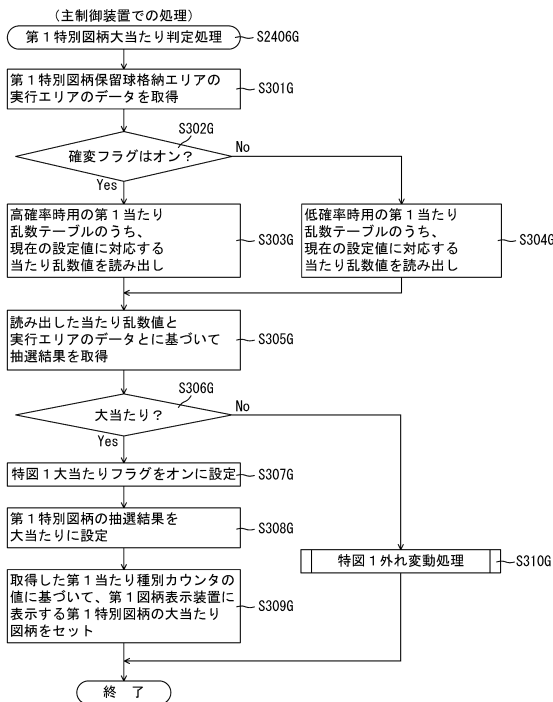 （主制御装置での処理）
第１特別図柄大当たり判定処理
S2406G
第１特別図柄保留球格納エリアの
実行エリアのデータを取得
S301G
S302G
確変フラグはオン？
No
Yes
高確率時用の第１当たり
乱数テーブルのうち、
現在の設定値に対応する
当たり乱数値を読み出し
S303G
低確率時用の第１当たり
乱数テーブルのうち、
現在の設定値に対応する
当たり乱数値を読み出し
S304G
読み出した当たり乱数値と
実行エリアのデータとに基づいて
抽選結果を取得
S305G
S306G
大当たり？
No
Yes
特図１大当たりフラグをオンに設定
S307G
第１特別図柄の抽選結果を
大当たりに設定
S308G
特図１外れ変動処理
S310G
取得した第１当たり種別カウンタの
値に基づいて、第１図柄表示装置に
表示する第１特別図柄の大当たり
図柄をセット
S309G
終　了